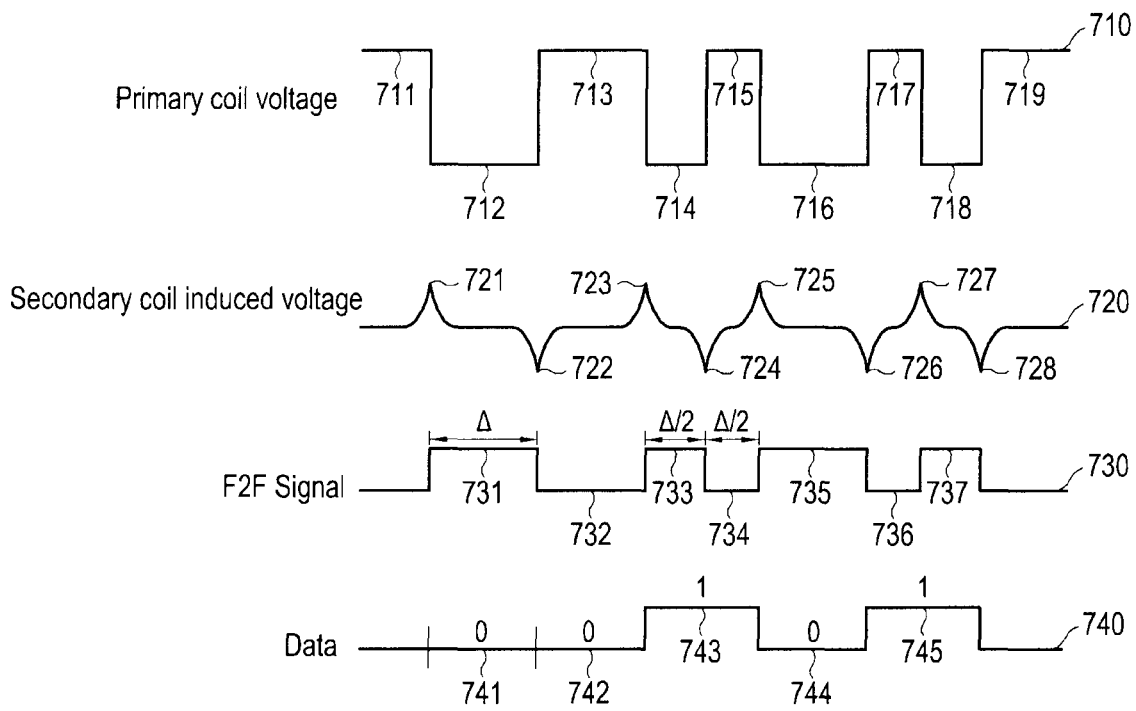 710
711 713 715 717 719
Primary coil voltage
712 714 716 718
721 723 725 727
Secondary coil induced voltage
720
722 724 726 728
Δ Δ/2 Δ/2
730
F2F Signal
731 733 735 737
732 734 736
1 1
740
0 0 743 0 745
Data
741 742 744